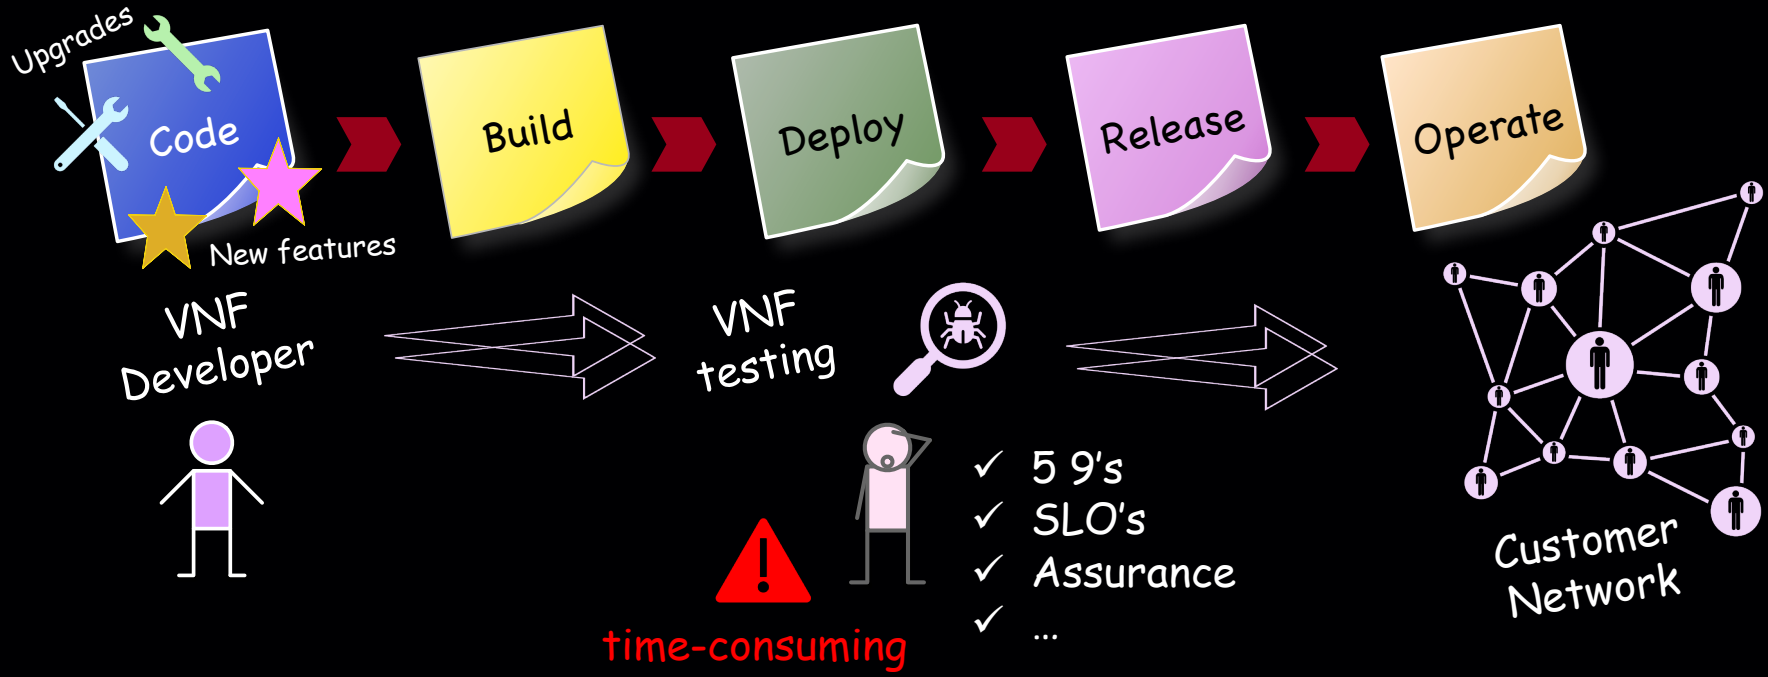 Upgrades
Code
Build
Deploy
Release
Operate
New features
VNF
Developer
VNF
testing
5 9's
SLO's
Assurance
...
time-consuming
Customer
Network